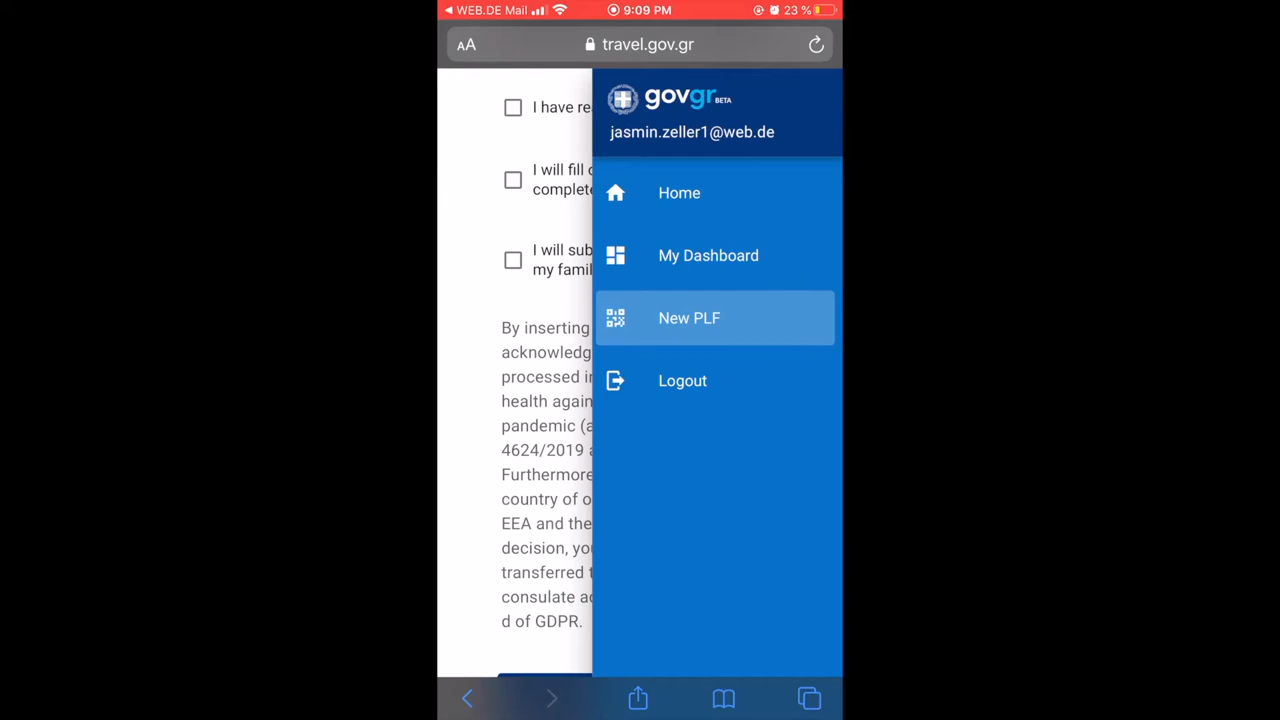 WEB.DE Mail 9:09 PM 23 %
AA travel.gov.gr
govgr BETA
jasmin.zeller1@web.de
Home
My Dashboard
New PLF
Logout
I have re
I will fill
complete
I will sub
my famil
By inserting
acknowledg
processed i
health again
pandemic (a
4624/2019 a
Furthermore
country of o
EEA and the
decision, yo
transferred t
consulate a
d of GDPR.